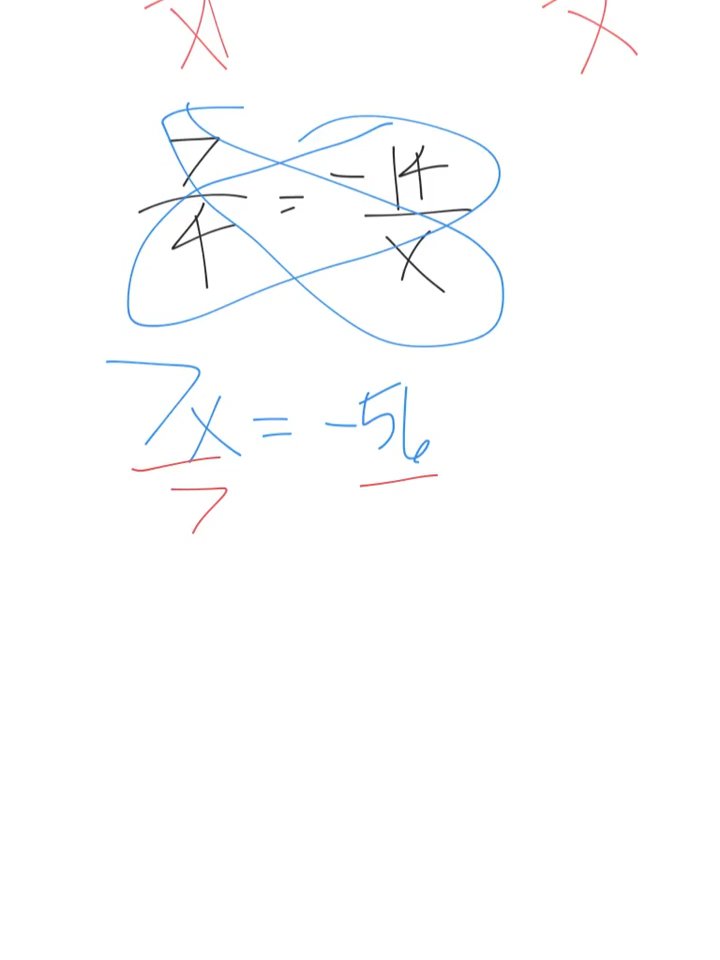 x x
7/4 = -14/x
7x = -56
7